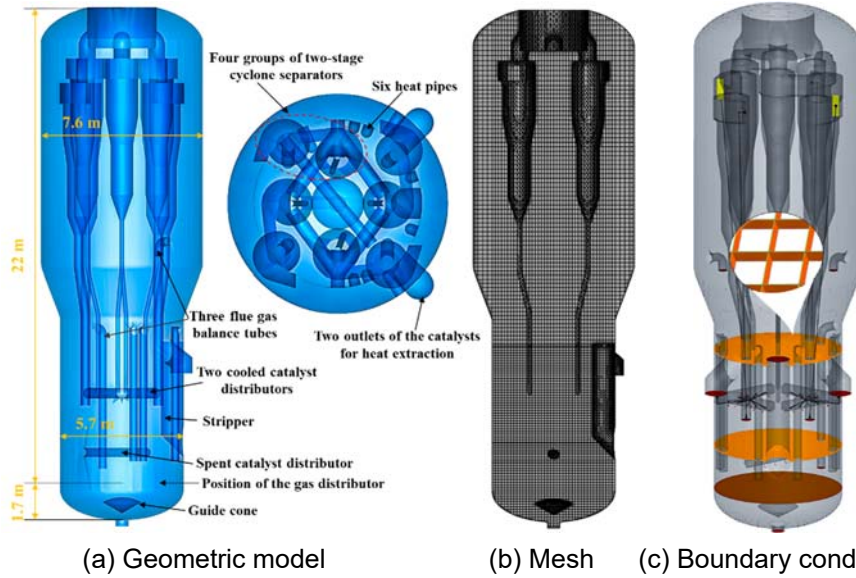 Four groups of two-stage
cyclone separators
Six heat pipes
7.6 m
22 m
Three flue gas
balance tubes
Two outlets of the catalysts
for heat extraction
Two cooled catalyst
distributors
Stripper
5.7 m
Spent catalyst distributor
Position of the gas distributor
1.7 m
Guide cone
(a) Geometric model
(b) Mesh
(c) Boundary cond